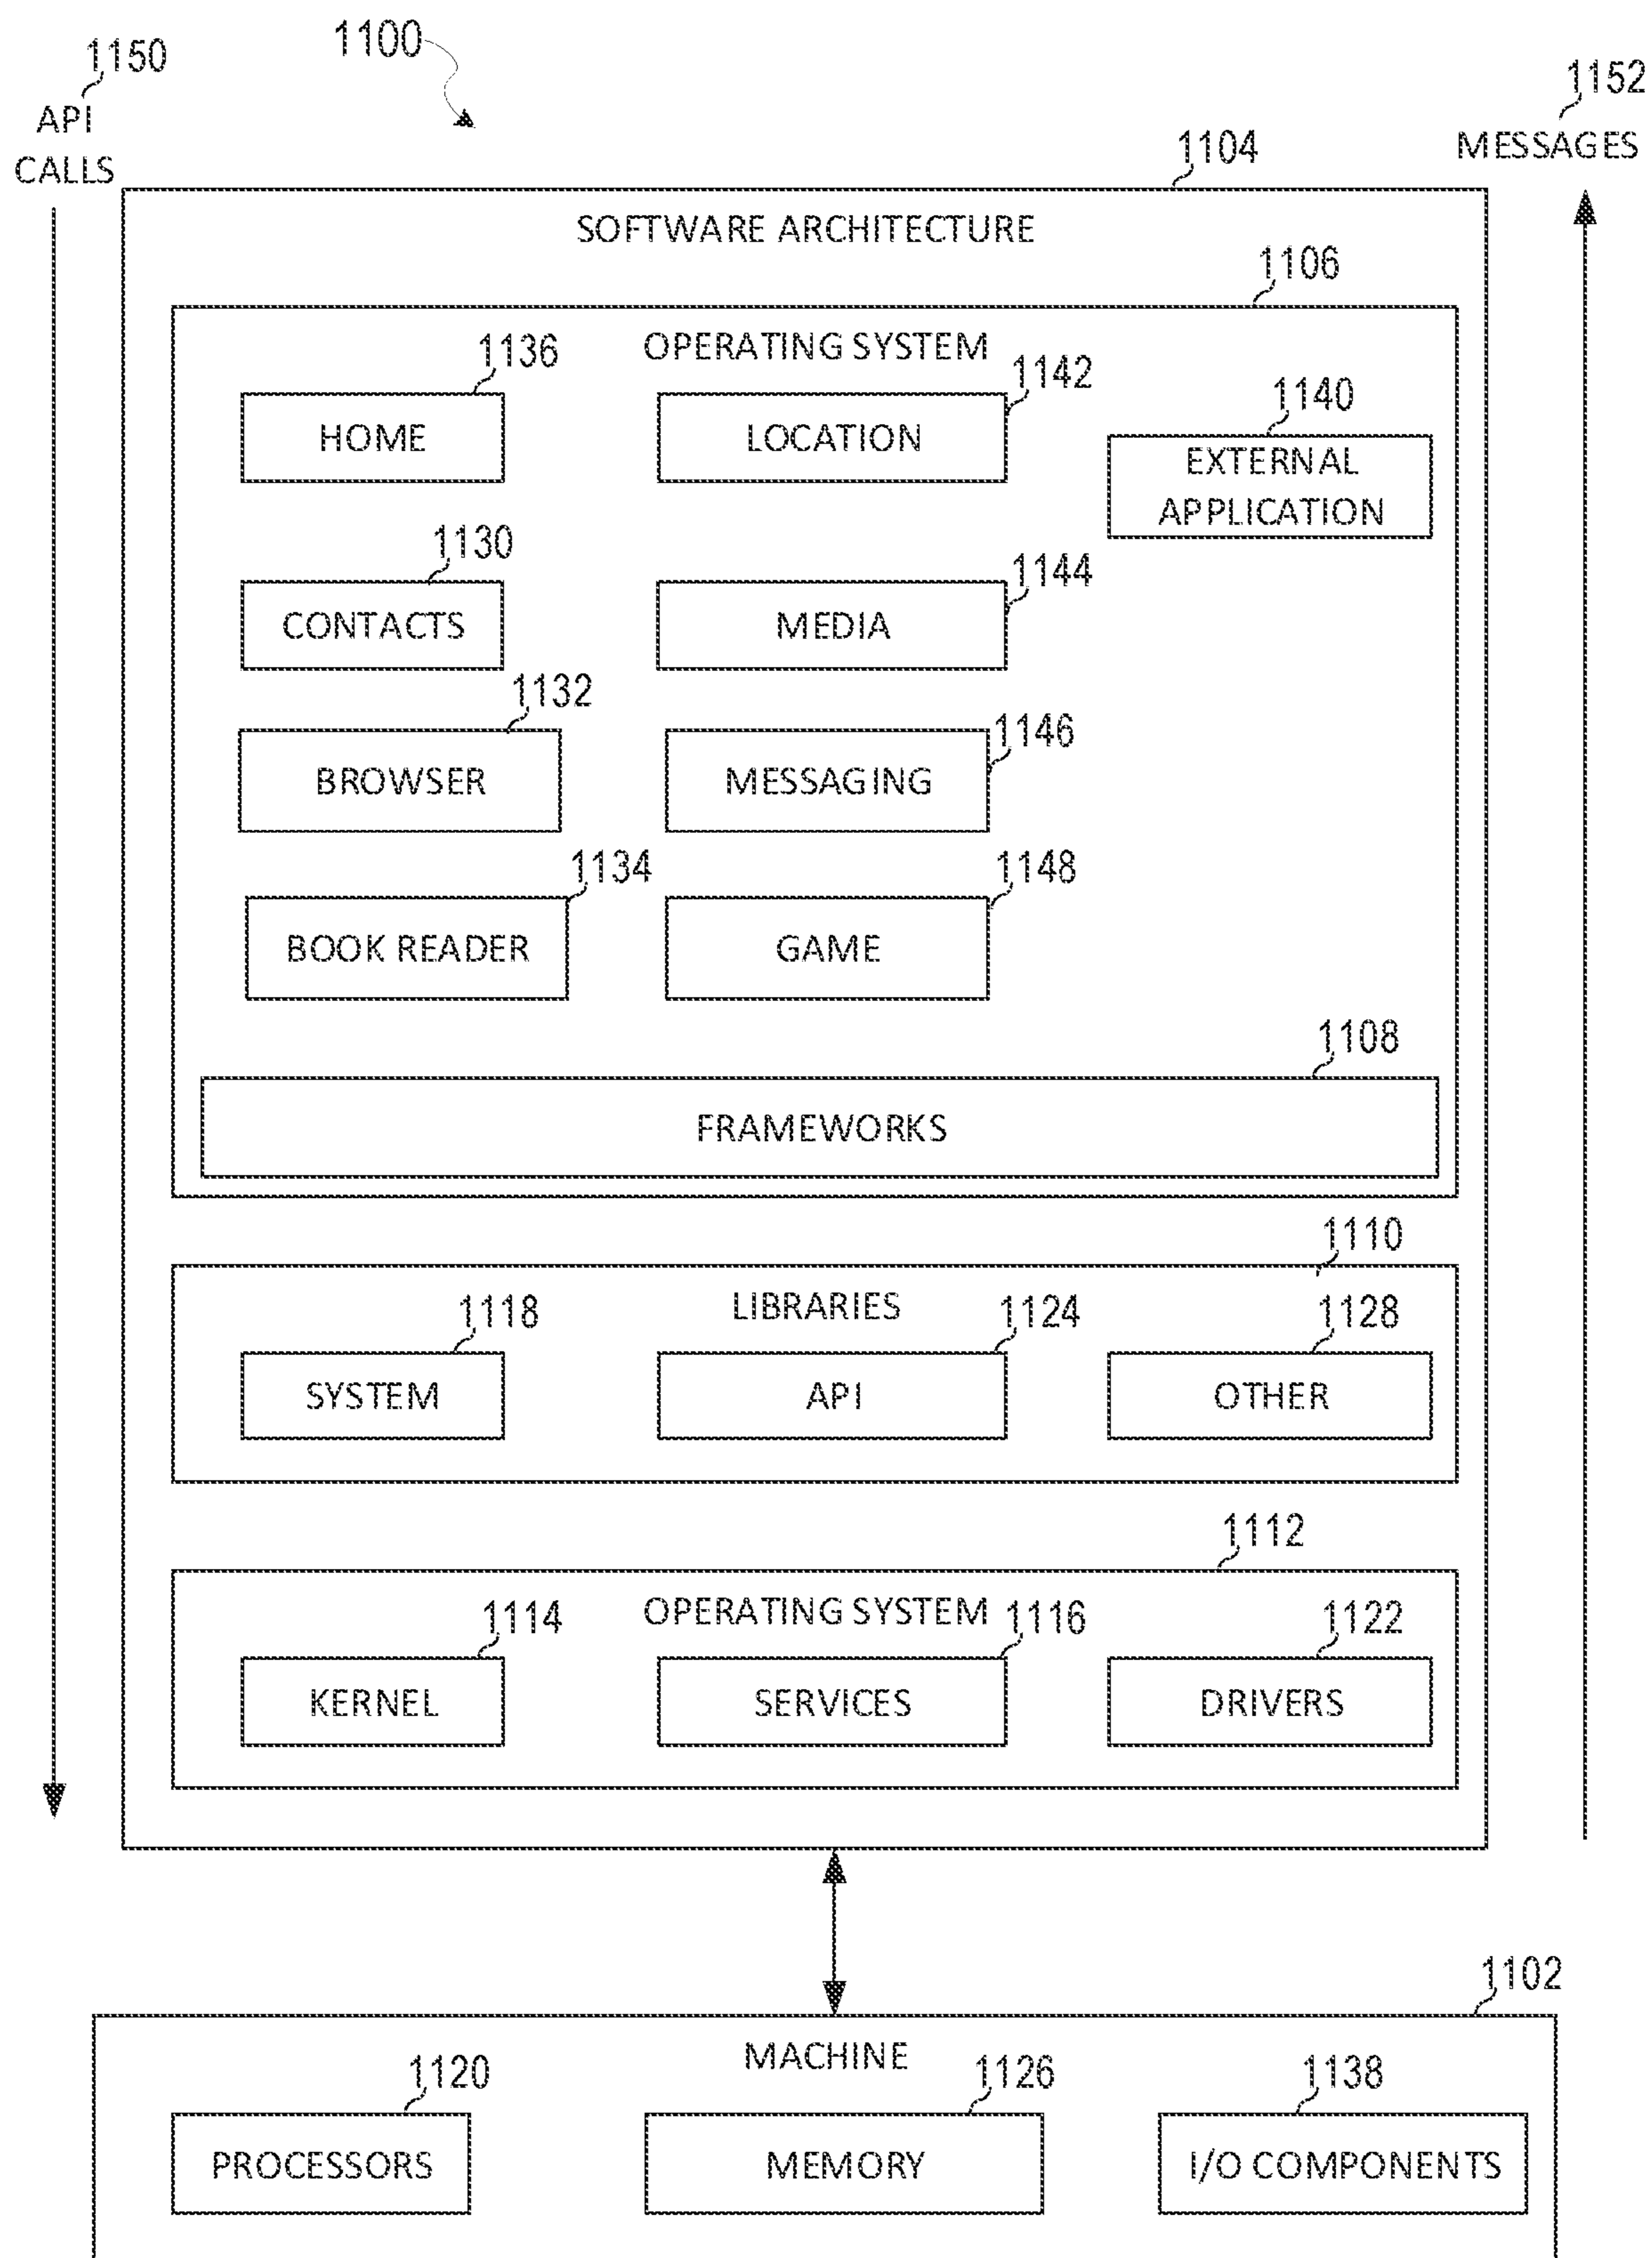 1150
1100
1152
API
CALLS
MESSAGES
1104
SOFTWARE ARCHITECTURE
1106
OPERATING SYSTEM
1136
1142
1140
HOME
LOCATION
EXTERNAL
APPLICATION
1130
1144
CONTACTS
MEDIA
1132
1146
BROWSER
MESSAGING
1134
1148
BOOK READER
GAME
1108
FRAMEWORKS
1110
LIBRARIES
1118
1124
1128
SYSTEM
API
OTHER
1112
OPERATING SYSTEM
1114
1116
1122
KERNEL
SERVICES
DRIVERS
1102
MACHINE
1120
1126
1138
PROCESSORS
MEMORY
I/O COMPONENTS